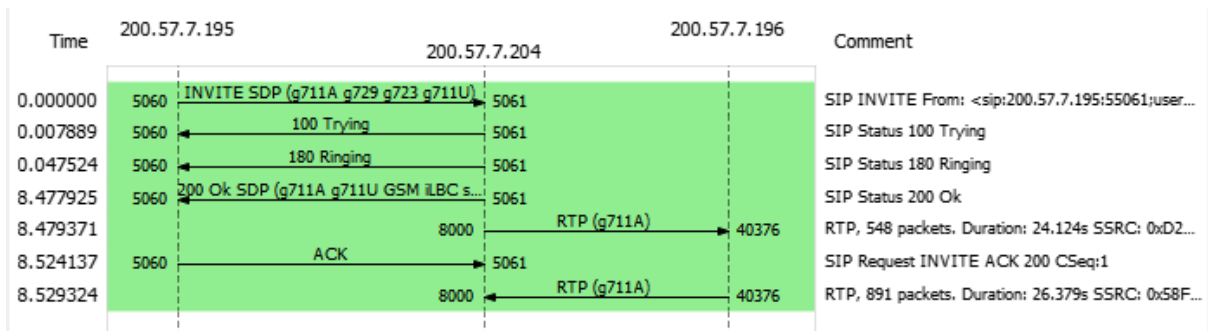 Time 200.57.7.195 200.57.7.204 200.57.7.196 Comment
0.000000 5060 INVITE SDP (g711A g729 g723 g711U) 5061 SIP INVITE From: <sip:200.57.7.195:55061;user...
0.007889 5060 100 Trying 5061 SIP Status 100 Trying
0.047524 5060 180 Ringing 5061 SIP Status 180 Ringing
8.477925 5060 200 Ok SDP (g711A g711U GSM iLBC s... 5061 SIP Status 200 Ok
8.479371 8000 RTP (g711A) 40376 RTP, 548 packets. Duration: 24.124s SSRC: 0xD2...
8.524137 5060 ACK 5061 SIP Request INVITE ACK 200 CSeq:1
8.529324 8000 RTP (g711A) 40376 RTP, 891 packets. Duration: 26.379s SSRC: 0x58F...